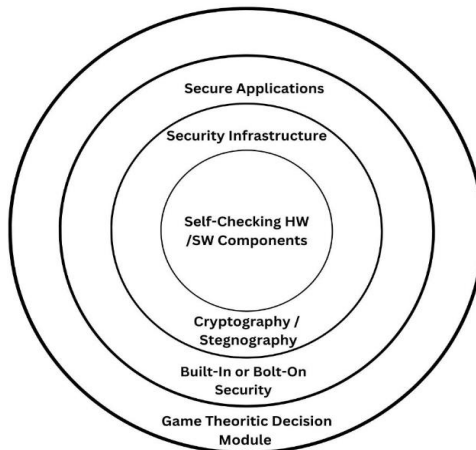 Secure Applications
Security Infrastructure
Self-Checking HW
/SW Components
Cryptography /
Stegnography
Built-In or Bolt-On
Security
Game Theoritic Decision
Module